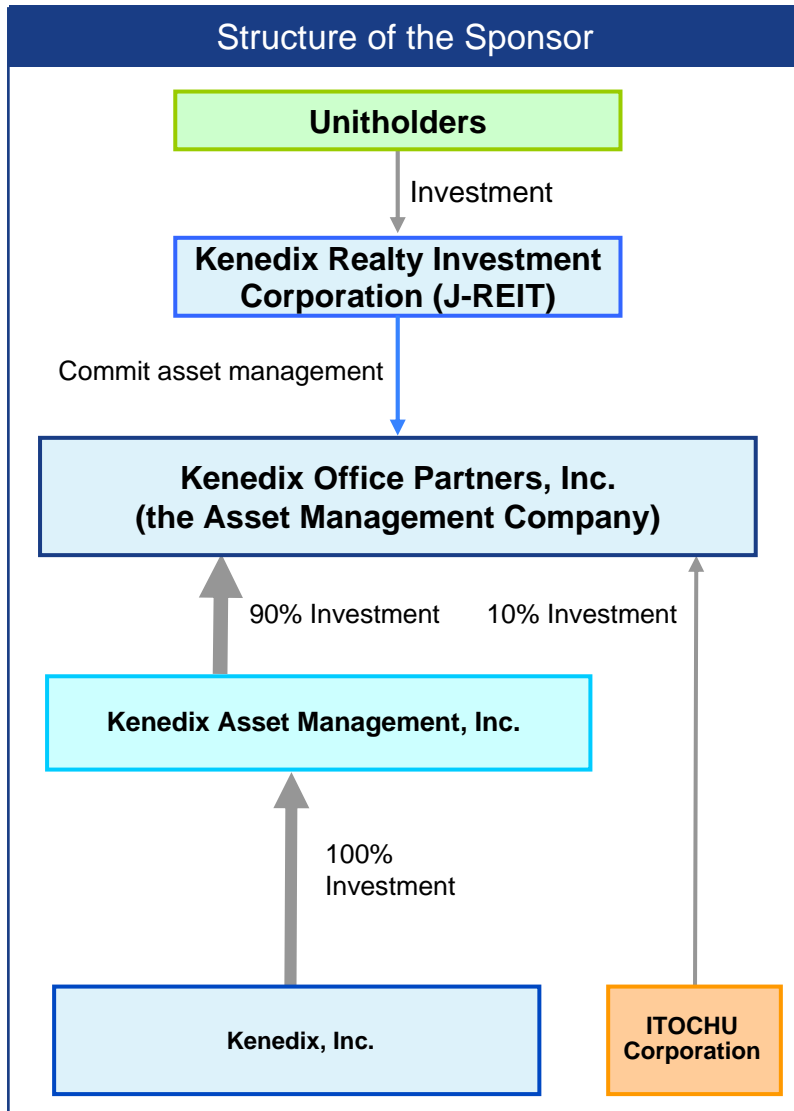 Structure of the Sponsor
Unitholders
Investment
Kenedix Realty Investment
Corporation (J-REIT)
Commit asset management
Kenedix Office Partners, Inc.
(the Asset Management Company)
90% Investment
10% Investment
Kenedix Asset Management, Inc.
100%
Investment
Kenedix, Inc.
ITOCHU
Corporation